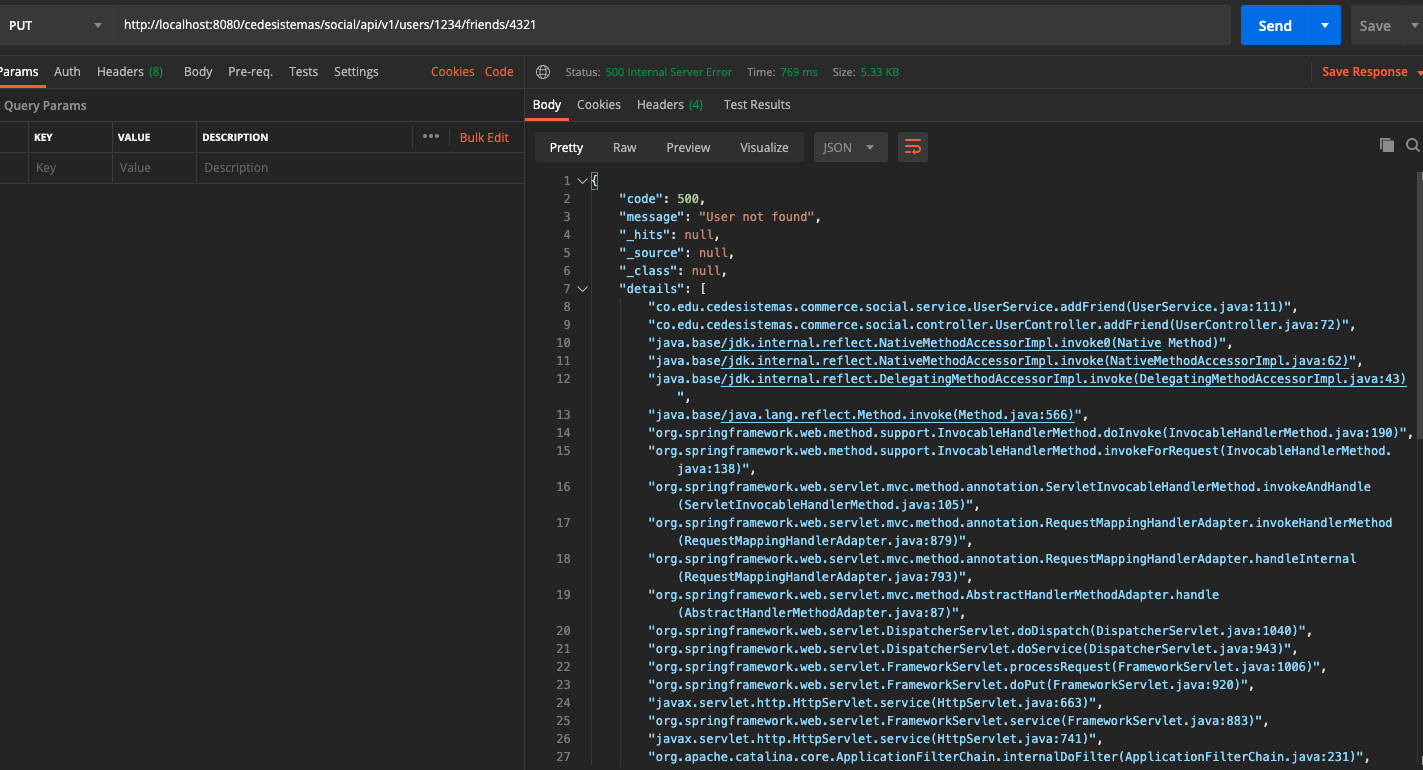 PUT
http://localhost:8080/cedesistemas/social/api/v1/users/1234/friends/4321
Send
Save
Params Auth Headers (8) Body Pre-req. Tests Settings Cookies Code
Status: 500 Internal Server Error Time: 769 ms Size: 5.33 KB Save Response
Query Params
KEY VALUE DESCRIPTION ••• Bulk Edit
Key Value Description
Body Cookies Headers (4) Test Results
Pretty Raw Preview Visualize JSON
1 {
2 "code": 500,
3 "message": "User not found",
4 "_hits": null,
5 "_source": null,
6 "_class": null,
7 "details": [
8 "co.edu.cedesistemas.commerce.social.service.UserService.addFriend(UserService.java:111)",
9 "co.edu.cedesistemas.commerce.social.controller.UserController.addFriend(UserController.java:72)",
10 "java.base/jdk.internal.reflect.NativeMethodAccessorImpl.invoke0(Native Method)",
11 "java.base/jdk.internal.reflect.NativeMethodAccessorImpl.invoke(NativeMethodAccessorImpl.java:62)",
12 "java.base/jdk.internal.reflect.DelegatingMethodAccessorImpl.invoke(DelegatingMethodAccessorImpl.java:43)
",
13 "java.base/java.lang.reflect.Method.invoke(Method.java:566)",
14 "org.springframework.web.method.support.InvocableHandlerMethod.doInvoke(InvocableHandlerMethod.java:190)",
15 "org.springframework.web.method.support.InvocableHandlerMethod.invokeForRequest(InvocableHandlerMethod.
java:138)",
16 "org.springframework.web.servlet.mvc.method.annotation.ServletInvocableHandlerMethod.invokeAndHandle
(ServletInvocableHandlerMethod.java:105)",
17 "org.springframework.web.servlet.mvc.method.annotation.RequestMappingHandlerAdapter.invokeHandlerMethod
(RequestMappingHandlerAdapter.java:879)",
18 "org.springframework.web.servlet.mvc.method.annotation.RequestMappingHandlerAdapter.handleInternal
(RequestMappingHandlerAdapter.java:793)",
19 "org.springframework.web.servlet.mvc.method.AbstractHandlerMethodAdapter.handle
(AbstractHandlerMethodAdapter.java:87)",
20 "org.springframework.web.servlet.DispatcherServlet.doDispatch(DispatcherServlet.java:1040)",
21 "org.springframework.web.servlet.DispatcherServlet.doService(DispatcherServlet.java:943)",
22 "org.springframework.web.servlet.FrameworkServlet.processRequest(FrameworkServlet.java:1006)",
23 "org.springframework.web.servlet.FrameworkServlet.doPut(FrameworkServlet.java:920)",
24 "javax.servlet.http.HttpServlet.service(HttpServlet.java:663)",
25 "org.springframework.web.servlet.FrameworkServlet.service(FrameworkServlet.java:883)",
26 "javax.servlet.http.HttpServlet.service(HttpServlet.java:741)",
27 "org.apache.catalina.core.ApplicationFilterChain.internalDoFilter(ApplicationFilterChain.java:231)",